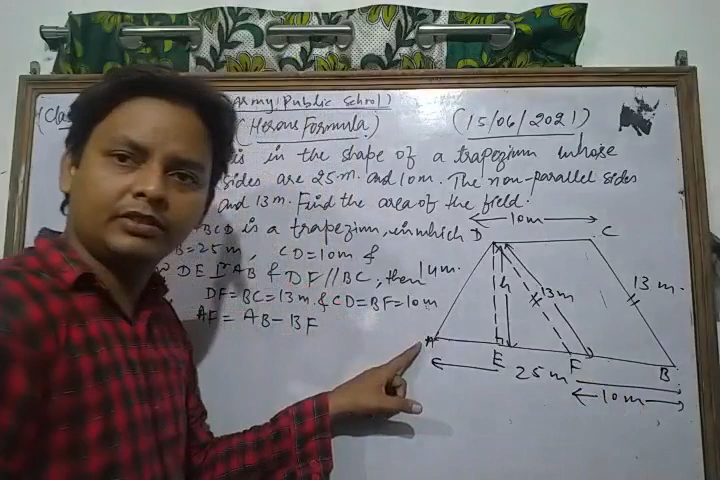 (Clas
Army Public School)
(Herons Formula)
(15/06/2021)
is in the shape of a trapezium whose
sides are 25m. and 10m. The non-parallel sides
and 13m. Find the area of the field.
BCD is a trapezium, in which
B=25m, CD=10m &
DE ⊥ AB & DF // BC, then
DF=BC=13m & CD=BF=10m
AF= AB-BF
10m
D
C
14m.
h
13m
13m.
A
E
F
B
25m
10m